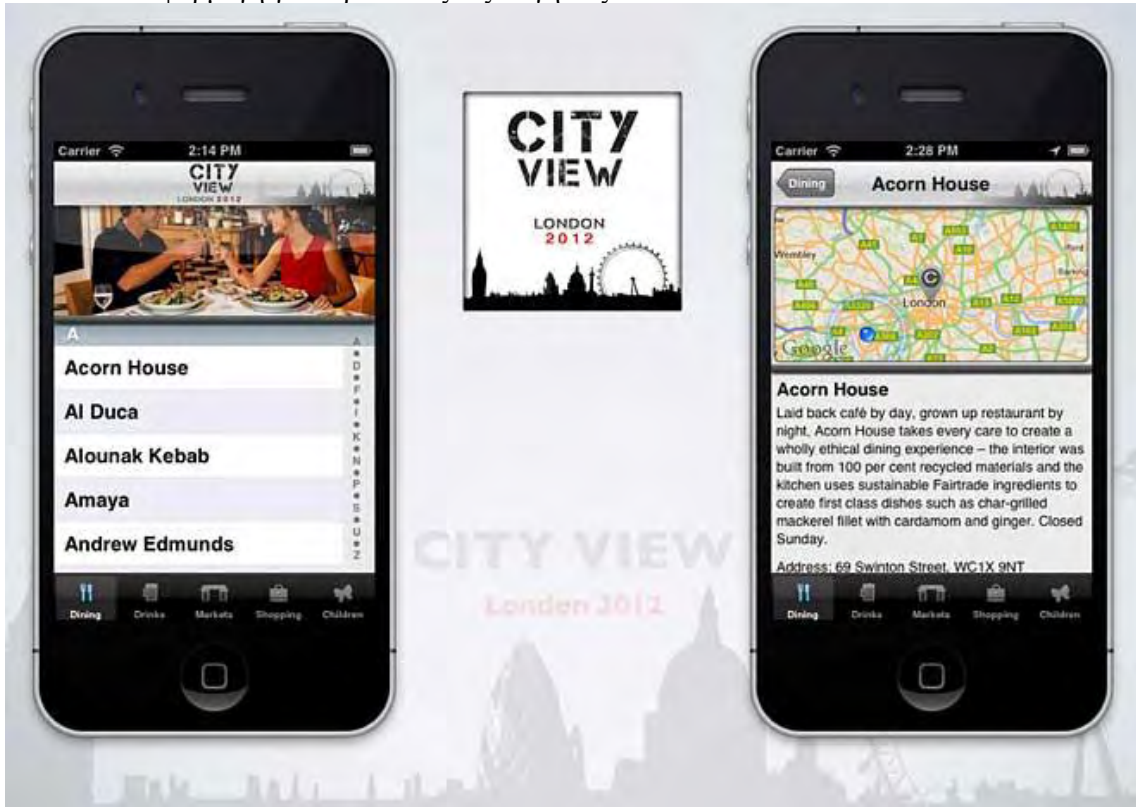 Carrier
2:14 PM
CITY
VIEW
LONDON 2012
A
Acorn House
Al Duca
Alounak Kebab
Amaya
Andrew Edmunds
A
D
F
I
K
N
P
S
U
Z
Dining
Drinks
Markets
Shopping
Children
CITY
VIEW
LONDON
2012
CITY VIEW
London 2012
Carrier
2:28 PM
Dining
Acorn House
Wembley
London
Barking
Google
Acorn House
Laid back café by day, grown up restaurant by
night, Acorn House takes every care to create a
wholly ethical dining experience – the interior was
built from 100 per cent recycled materials and the
kitchen uses sustainable Fairtrade ingredients to
create first class dishes such as char-grilled
mackerel fillet with cardamom and ginger. Closed
Sunday.
Address: 69 Swinton Street, WC1X 9NT
Dining
Drinks
Markets
Shopping
Children